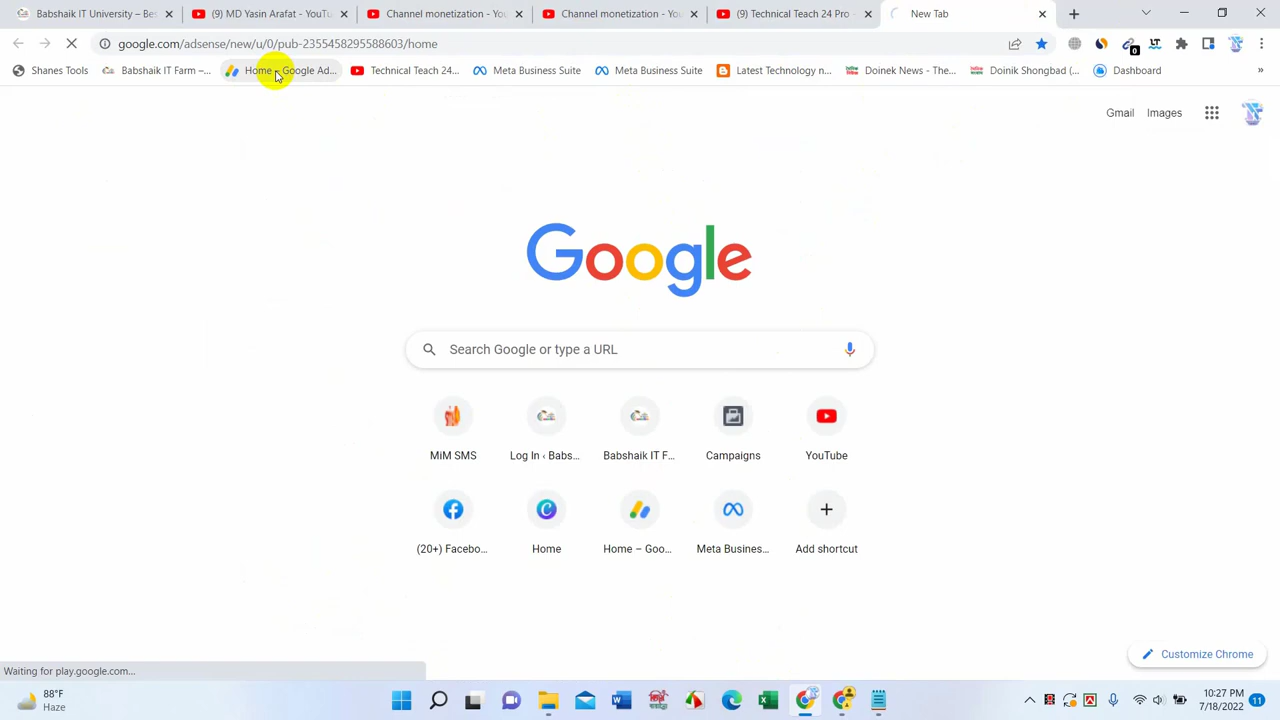 Babshaik IT University – Bes
(9) MD Yasin Arafat - YouTu
Channel monetization - You
Channel monetization - You
(9) Technical Teach 24 Pro
New Tab
google.com/adsense/new/u/0/pub-2355458295588603/home
Shanes Tools
Babshaik IT Farm –...
Home – Google Ad...
Technical Teach 24...
Meta Business Suite
Meta Business Suite
Latest Technology n...
Doinek News - The...
Doinik Shongbad (...
Dashboard
»
Gmail
Images
Google
Search Google or type a URL
MiM SMS
Log In ‹ Babs...
Babshaik IT F...
Campaigns
YouTube
(20+) Facebo...
Home
Home – Goo...
Meta Busines...
Add shortcut
Customize Chrome
Waiting for play.google.com...
88°F
Haze
10:27 PM
7/18/2022
11